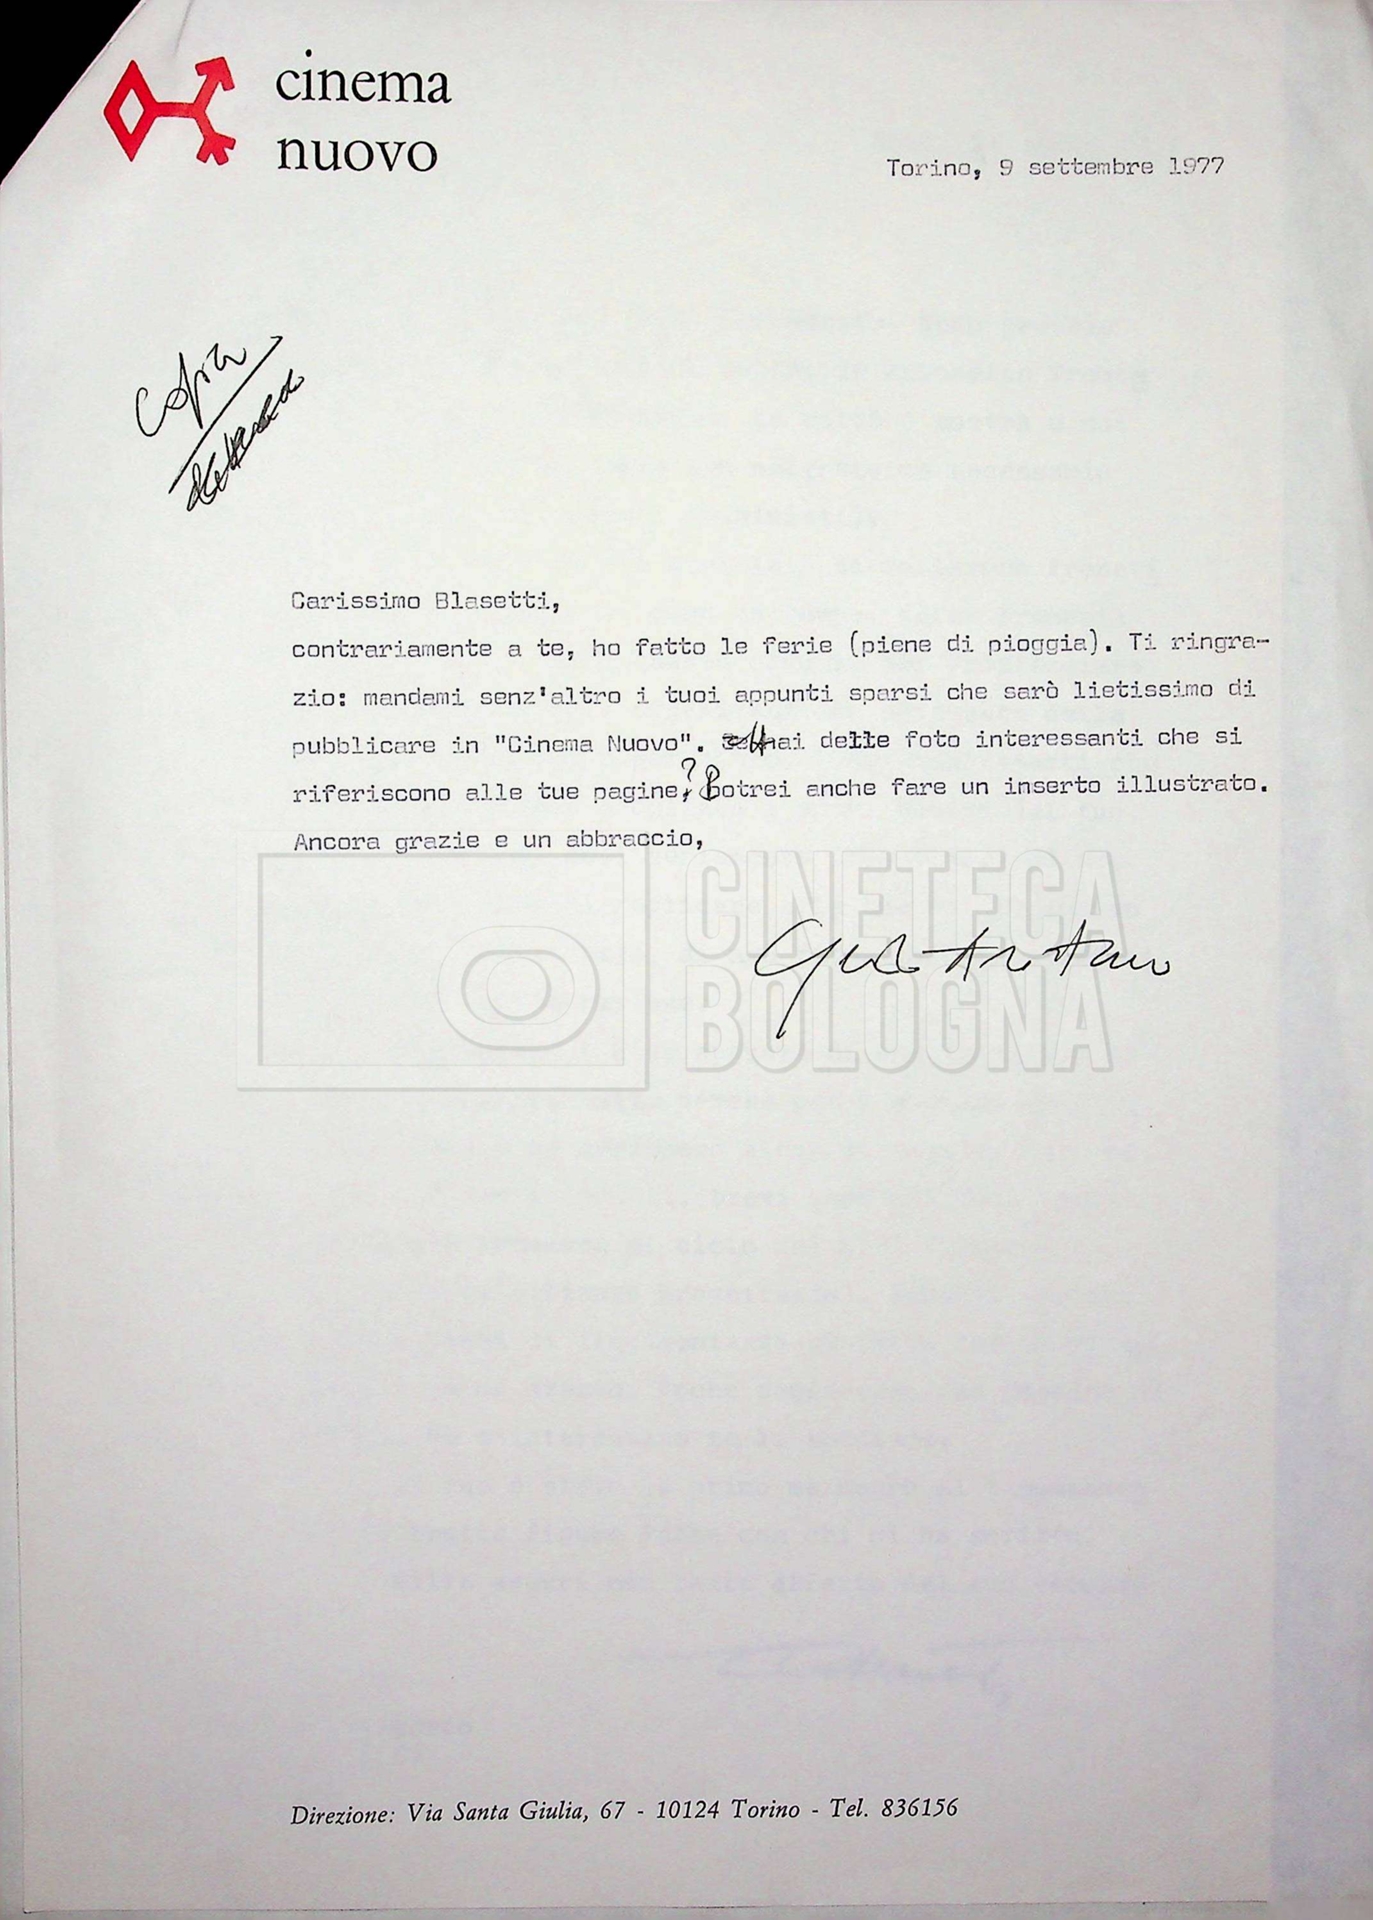 cinema
nuovo
Torino, 9 settembre 1977
Copia
Carissimo Blasetti,
contrariamente a te, ho fatto le ferie (piene di pioggia). Ti ringra-
zio: mandami senz'altro i tuoi appunti sparsi che sarò lietissimo di
pubblicare in "Cinema Nuovo". Hai delle foto interessanti che si
riferiscono alle tue pagine? Potrei anche fare un inserto illustrato.
Ancora grazie e un abbraccio,
CINETECA
BOLOGNA
Direzione: Via Santa Giulia, 67 - 10124 Torino - Tel. 836156